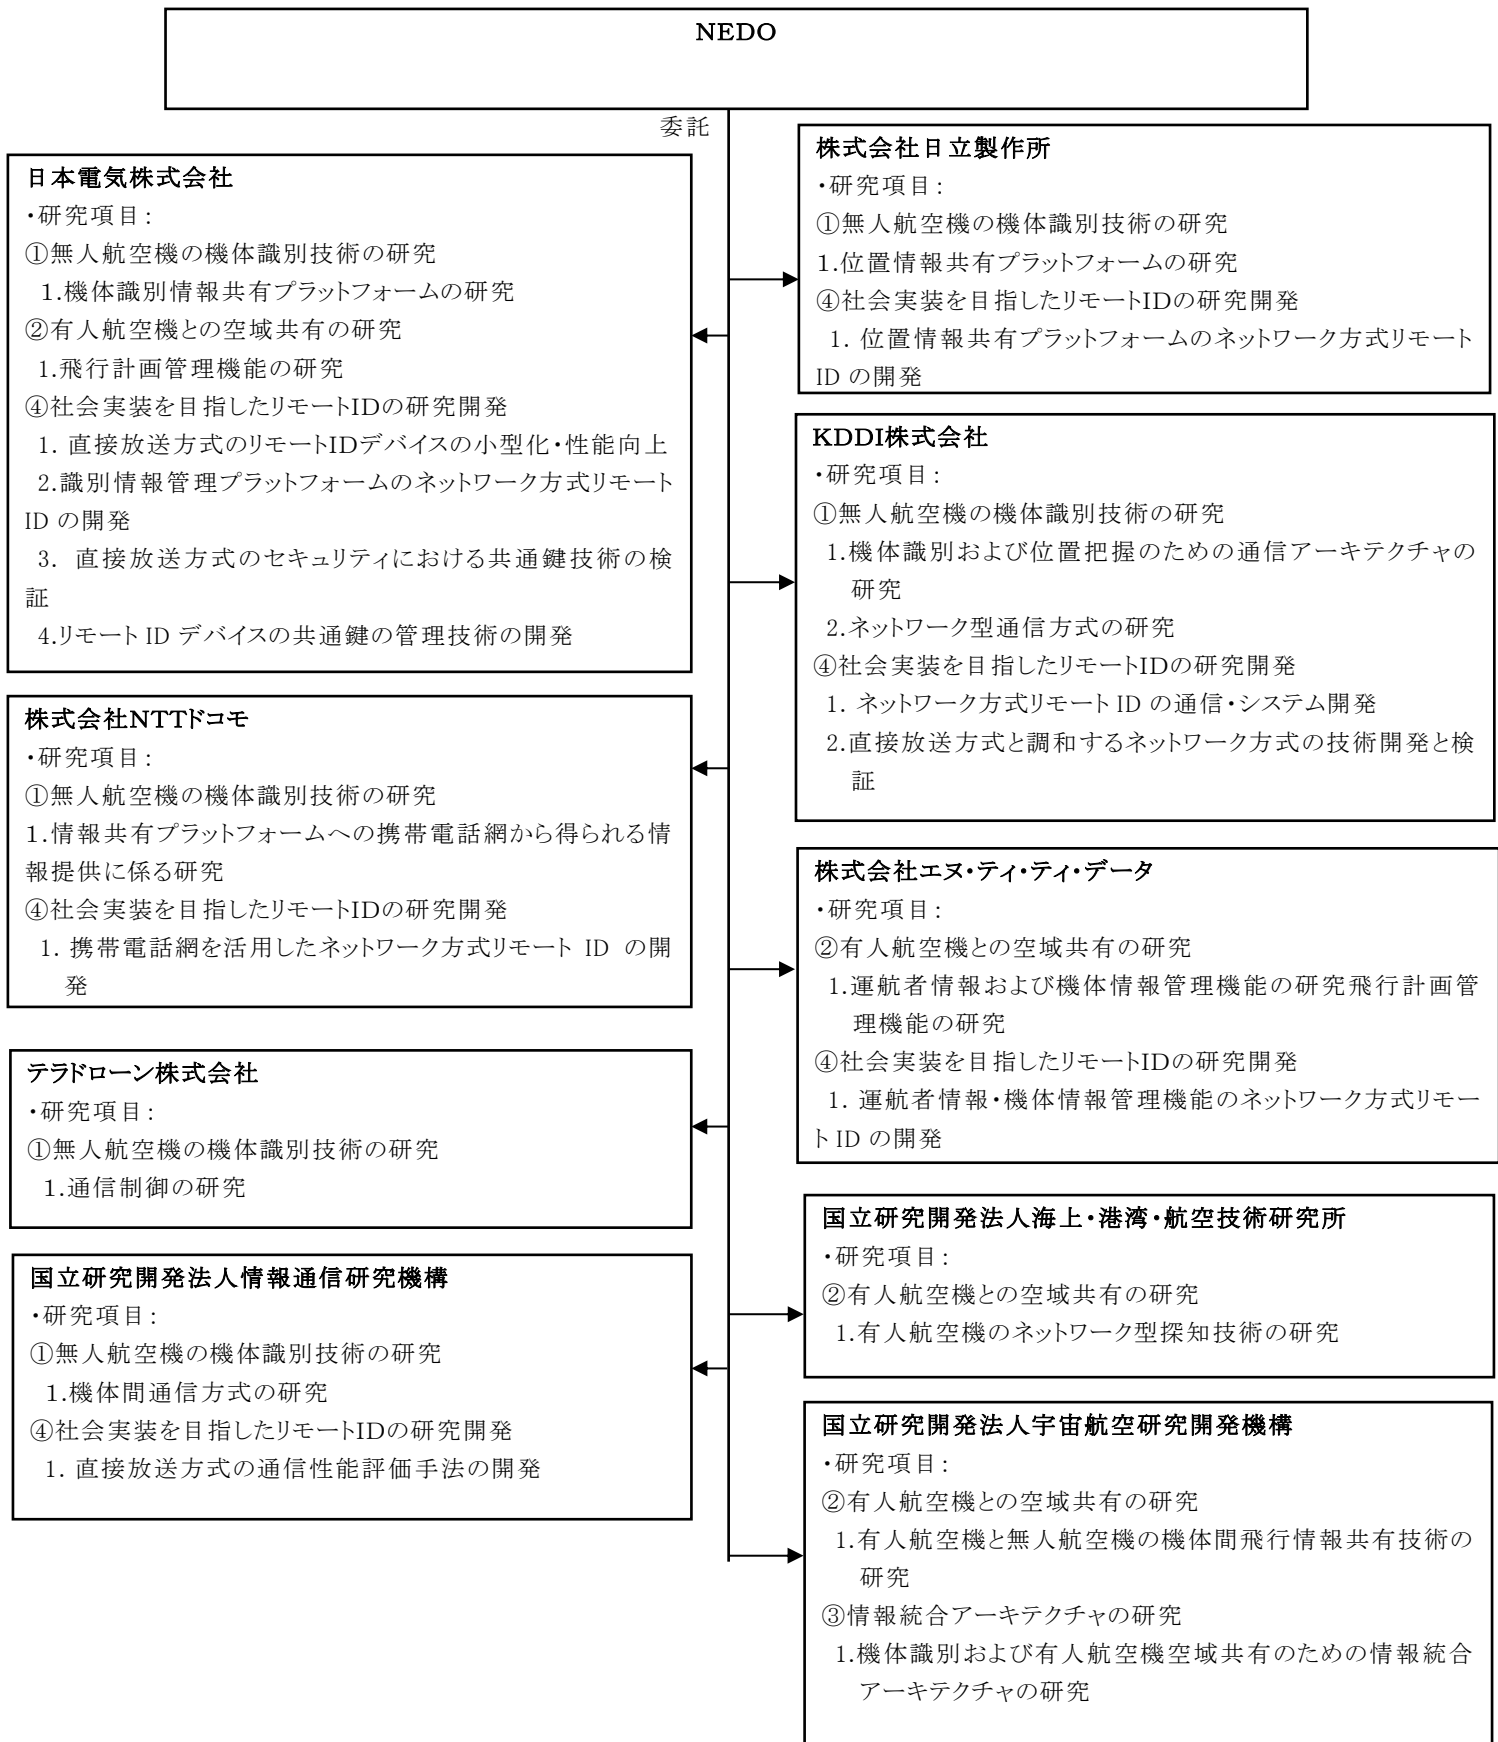 NEDO
委託
日本電気株式会社
・研究項目：
①無人航空機の機体識別技術の研究
1.機体識別情報共有プラットフォームの研究
②有人航空機との空域共有の研究
1.飛行計画管理機能の研究
④社会実装を目指したリモートIDの研究開発
1. 直接放送方式のリモートIDデバイスの小型化・性能向上
2.識別情報管理プラットフォームのネットワーク方式リモート
ID の開発
3. 直接放送方式のセキュリティにおける共通鍵技術の検
証
4.リモート ID デバイスの共通鍵の管理技術の開発
株式会社NTTドコモ
・研究項目：
①無人航空機の機体識別技術の研究
1.情報共有プラットフォームへの携帯電話網から得られる情
報提供に係る研究
④社会実装を目指したリモートIDの研究開発
1. 携帯電話網を活用したネットワーク方式リモート ID の開
発
テラドローン株式会社
・研究項目：
①無人航空機の機体識別技術の研究
1.通信制御の研究
国立研究開発法人情報通信研究機構
・研究項目：
①無人航空機の機体識別技術の研究
1.機体間通信方式の研究
④社会実装を目指したリモートIDの研究開発
1. 直接放送方式の通信性能評価手法の開発
株式会社日立製作所
・研究項目：
①無人航空機の機体識別技術の研究
1.位置情報共有プラットフォームの研究
④社会実装を目指したリモートIDの研究開発
1. 位置情報共有プラットフォームのネットワーク方式リモート
ID の開発
KDDI株式会社
・研究項目：
①無人航空機の機体識別技術の研究
1.機体識別および位置把握のための通信アーキテクチャの
研究
2.ネットワーク型通信方式の研究
④社会実装を目指したリモートIDの研究開発
1. ネットワーク方式リモート ID の通信・システム開発
2.直接放送方式と調和するネットワーク方式の技術開発と検
証
株式会社エヌ・ティ・ティ・データ
・研究項目：
②有人航空機との空域共有の研究
1.運航者情報および機体情報管理機能の研究飛行計画管
理機能の研究
④社会実装を目指したリモートIDの研究開発
1. 運航者情報・機体情報管理機能のネットワーク方式リモー
ト ID の開発
国立研究開発法人海上・港湾・航空技術研究所
・研究項目：
②有人航空機との空域共有の研究
1.有人航空機のネットワーク型探知技術の研究
国立研究開発法人宇宙航空研究開発機構
・研究項目：
②有人航空機との空域共有の研究
1.有人航空機と無人航空機の機体間飛行情報共有技術の
研究
③情報統合アーキテクチャの研究
1.機体識別および有人航空機空域共有のための情報統合
アーキテクチャの研究